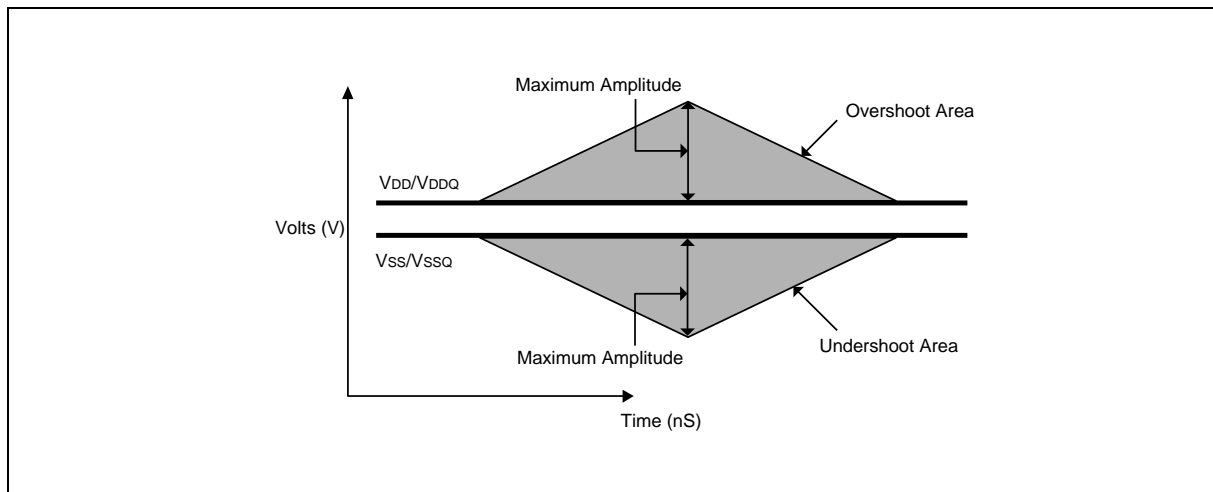 Maximum Amplitude
Overshoot Area
VDD/VDDQ
Volts (V)
VSS/VSSQ
Maximum Amplitude
Undershoot Area
Time (nS)